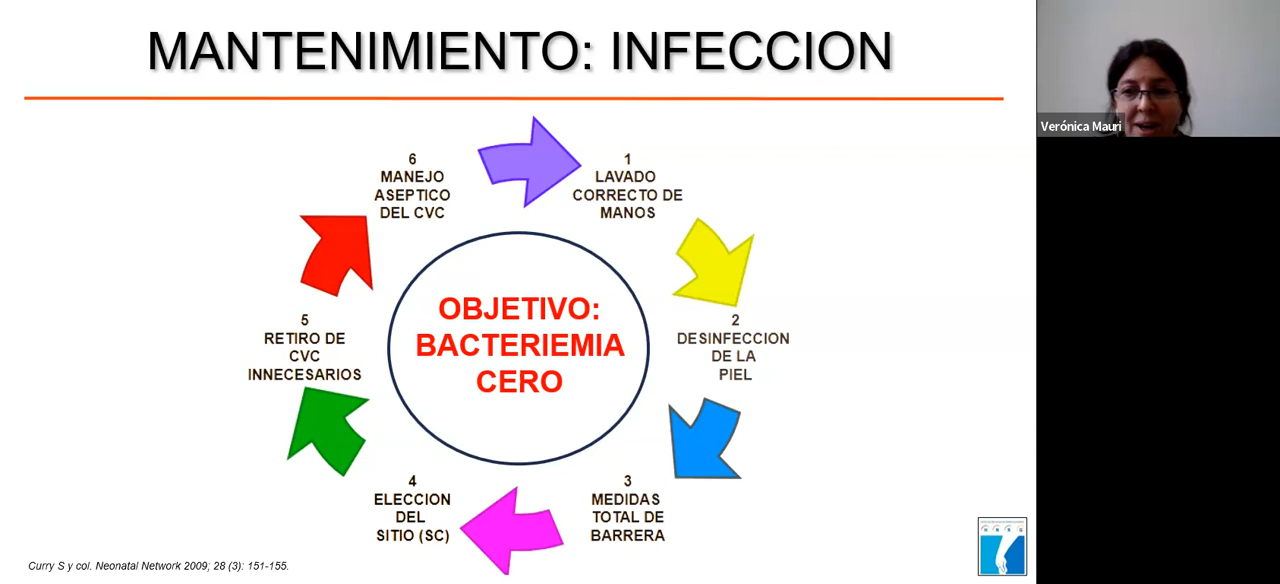 MANTENIMIENTO: INFECCION
Verónica Mauri
6
MANEJO
ASEPTICO
DEL CVC
1
LAVADO
CORRECTO DE
MANOS
2
DESINFECCION
DE LA
PIEL
3
MEDIDAS
TOTAL DE
BARRERA
4
ELECCION
DEL
SITIO (SC)
5
RETIRO DE
CVC
INNECESARIOS
OBJETIVO:
BACTERIEMIA
CERO
Curry S y col. Neonatal Network 2009; 28 (3): 151-155.